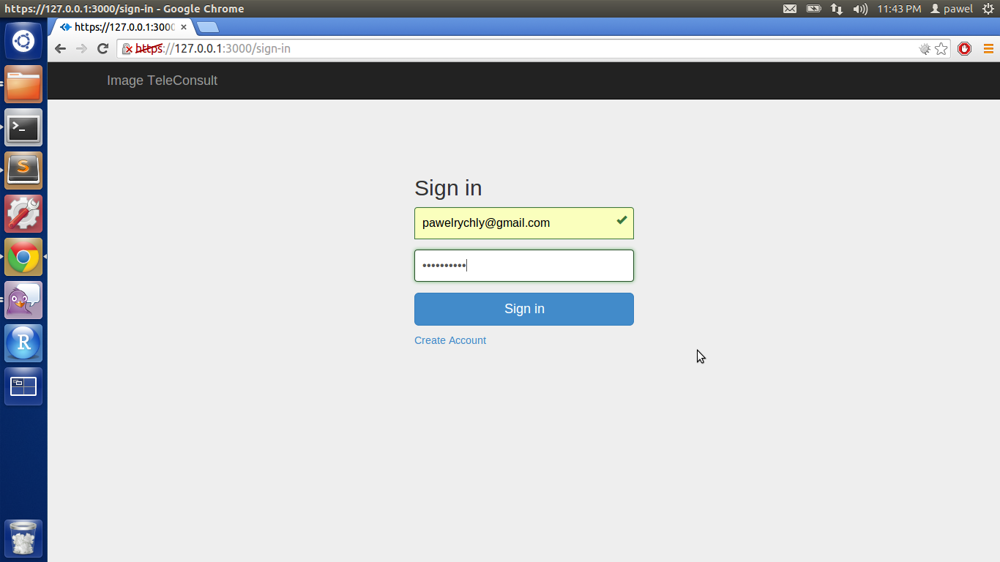 https://127.0.0.1:3000/sign-in - Google Chrome
11:43 PM pawel
https://127.0.0.1:3000
https://127.0.0.1:3000/sign-in
Image TeleConsult
Sign in
pawelrychly@gmail.com
••••••••••
Sign in
Create Account
>_
S
R